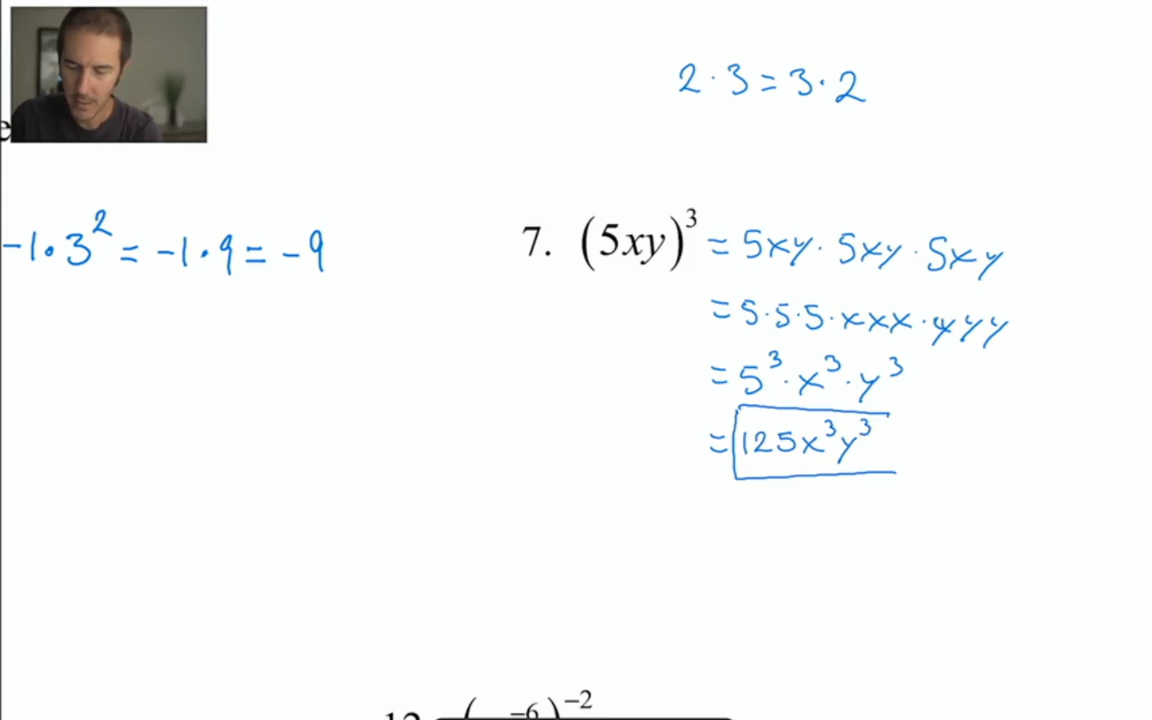 2 · 3 = 3 · 2
e
-1 · 3² = -1 · 9 = -9
7. (5xy)³ = 5xy · 5xy · 5xy
= 5 · 5 · 5 · xxx · yyy
= 5³ · x³ · y³
= 125x³y³